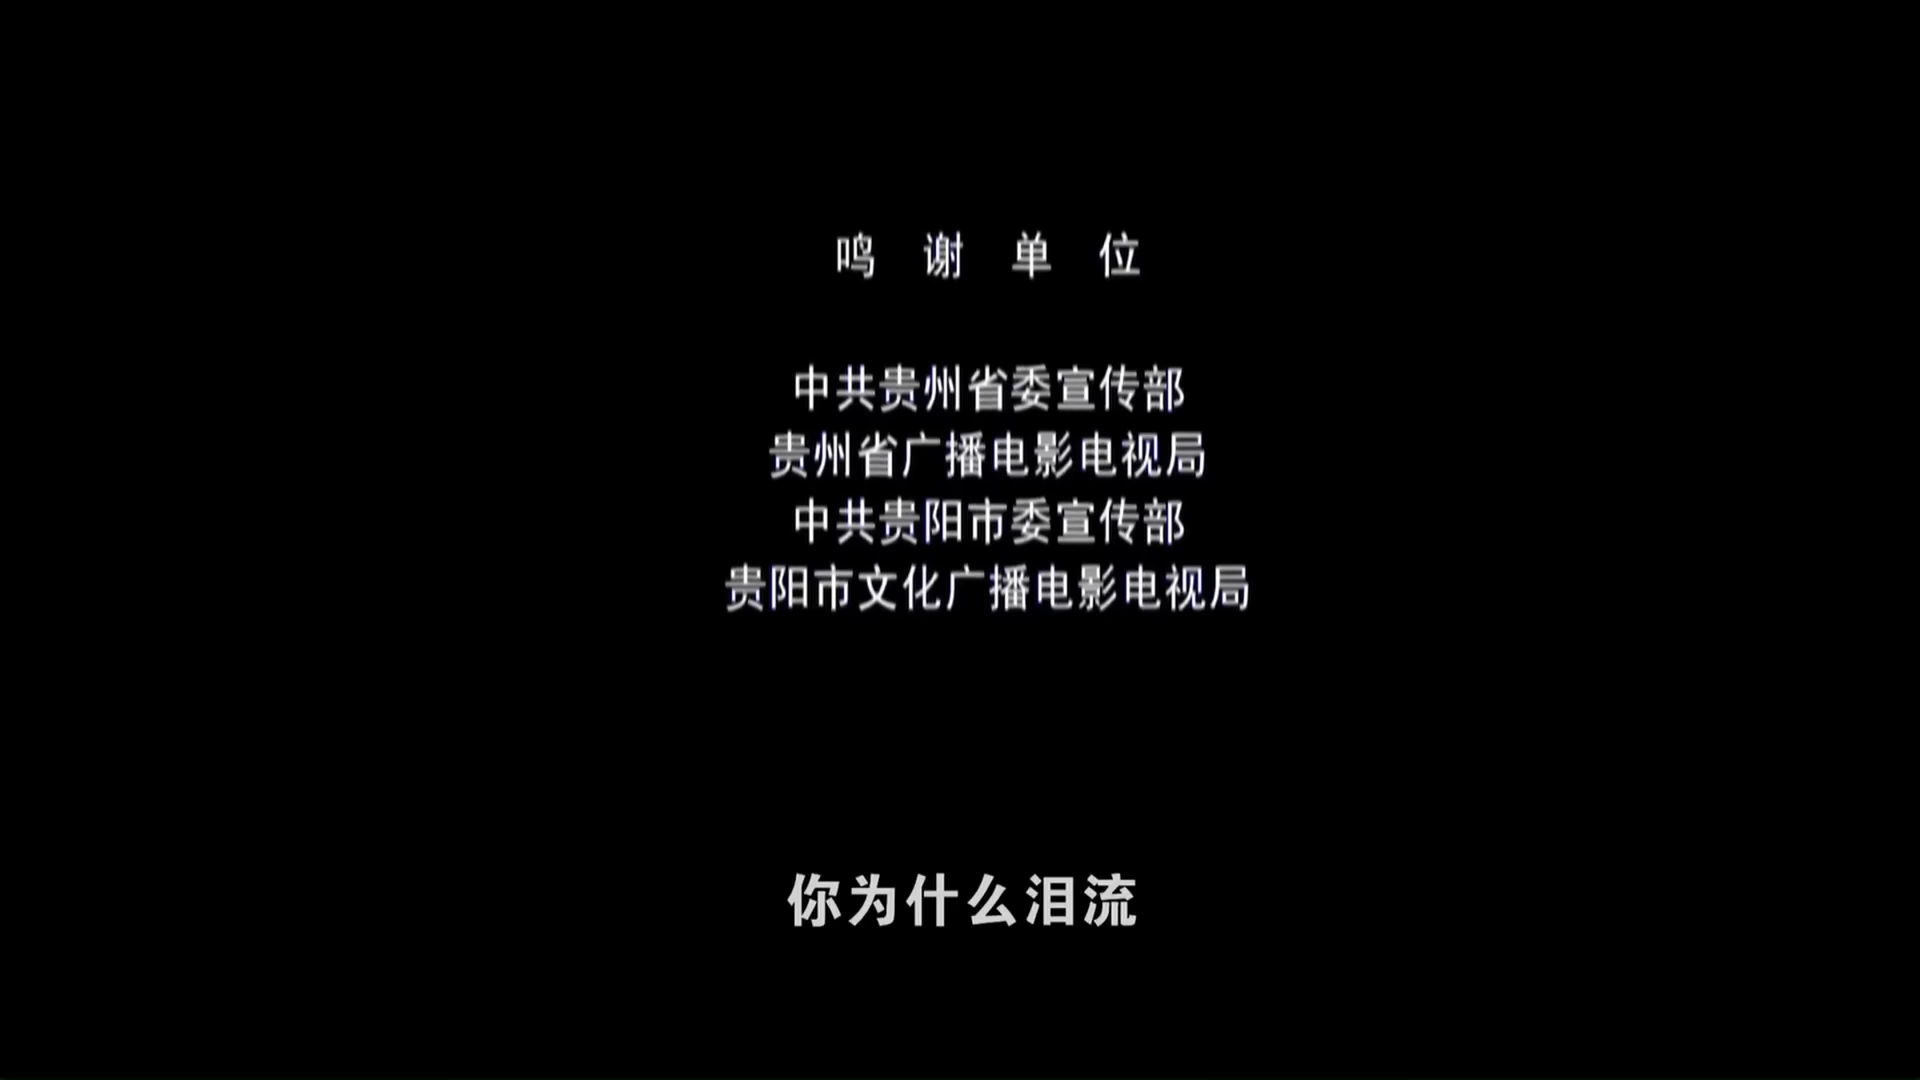 鸣谢单位
中共贵州省委宣传部
贵州省广播电影电视局
中共贵阳市委宣传部
贵阳市文化广播电影电视局
你为什么泪流